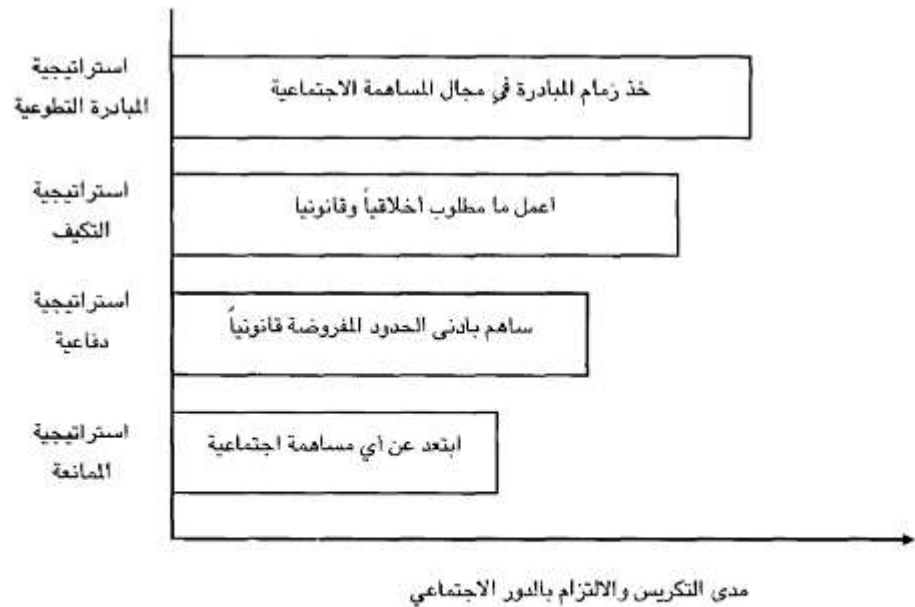 استراتيجية
المبادرة التطوعية
خذ زمام المبادرة في مجال المساهمة الاجتماعية
استراتيجية
التكيف
أعمل ما مطلوب أخلاقياً وقانونيا
استراتيجية
دفاعية
ساهم بادنى الحدود المفروضة قانونياً
استراتيجية
الممانعة
ابتعد عن أي مساهمة اجتماعية
مدى التكريس والالتزام بالدور الاجتماعي